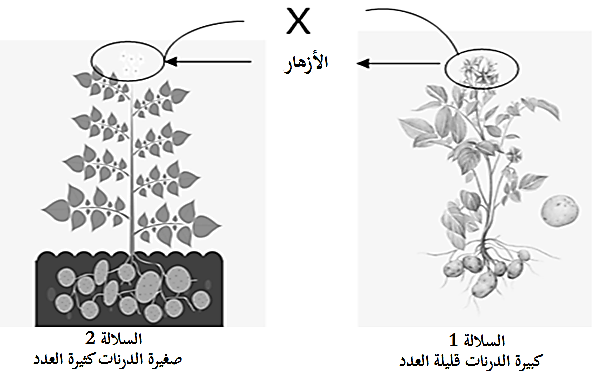 X
الأزهار
السلالة 1
كبيرة الدرنات قليلة العدد
السلالة 2
صغيرة الدرنات كثيرة العدد